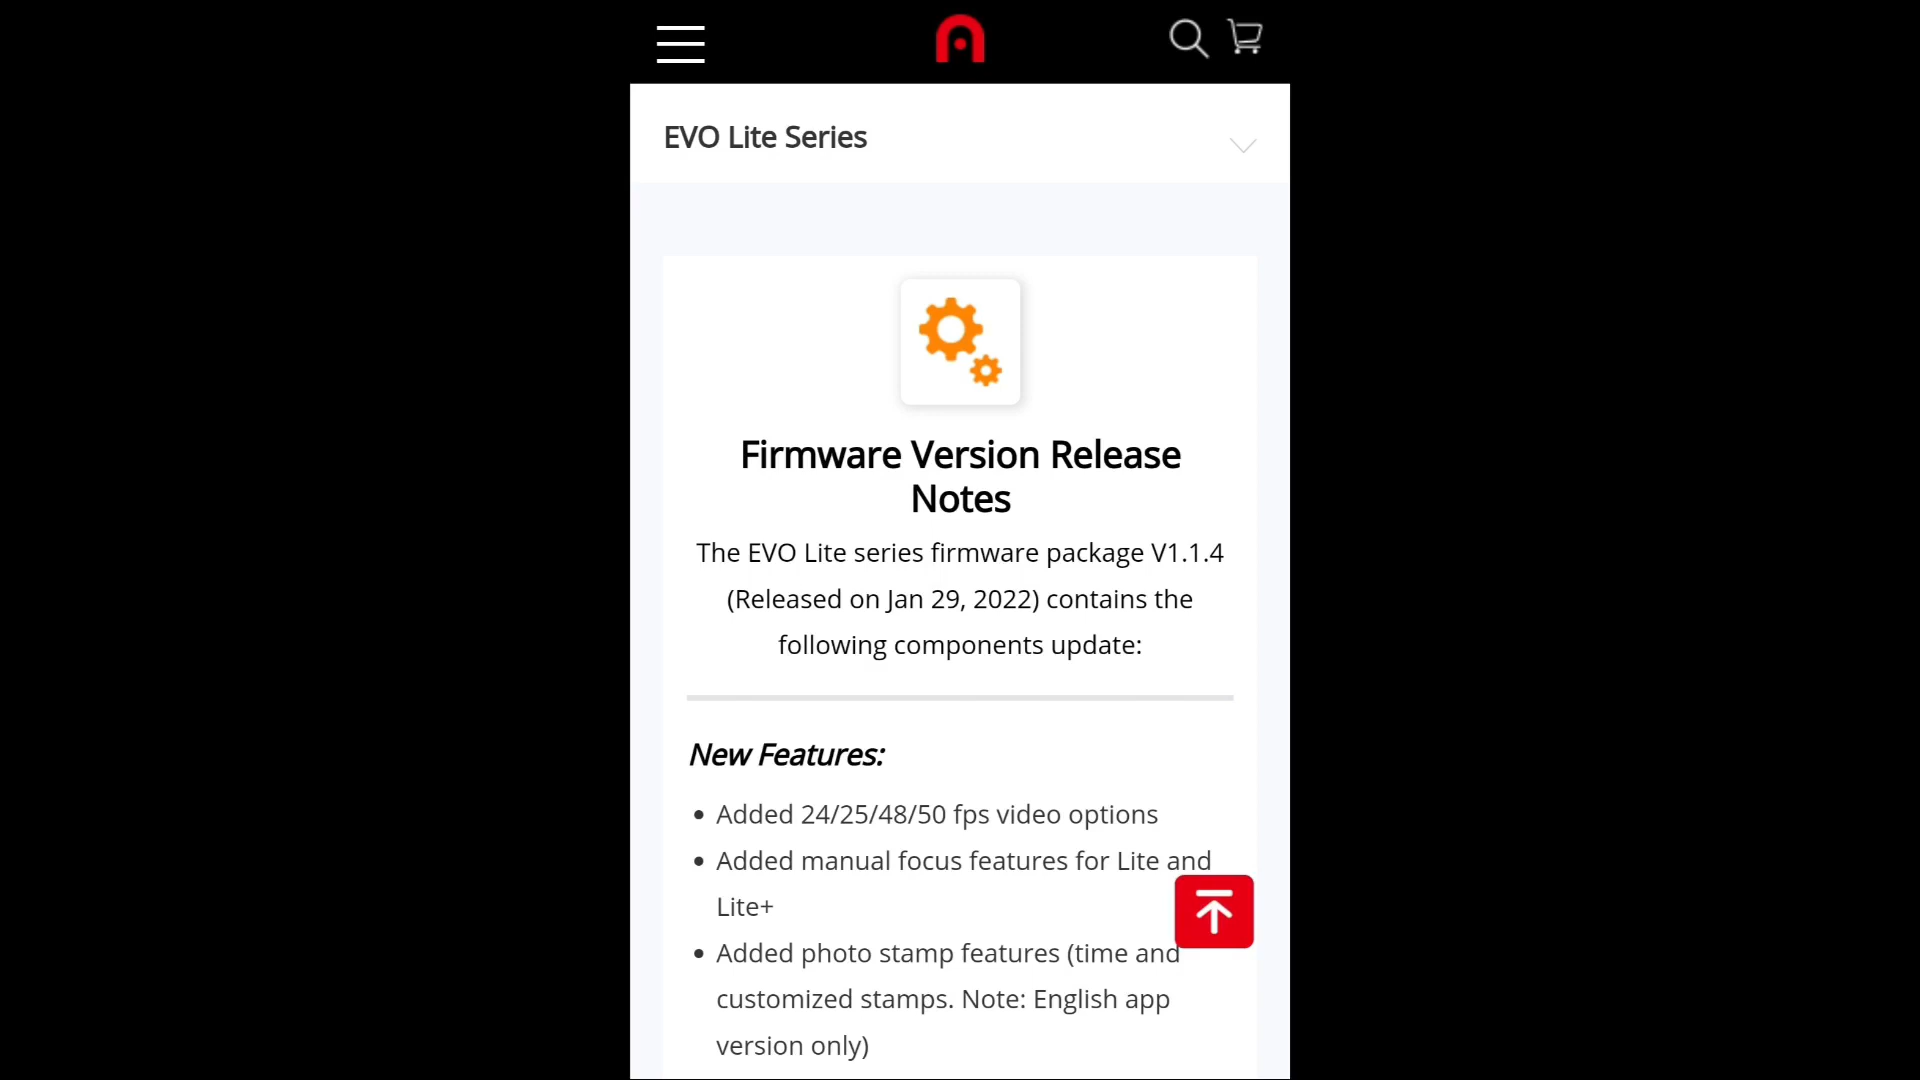 EVO Lite Series
Firmware Version Release
Notes
The EVO Lite series firmware package V1.1.4
(Released on Jan 29, 2022) contains the
following components update:
New Features:
• Added 24/25/48/50 fps video options
• Added manual focus features for Lite and
Lite+
• Added photo stamp features (time and
customized stamps. Note: English app
version only)